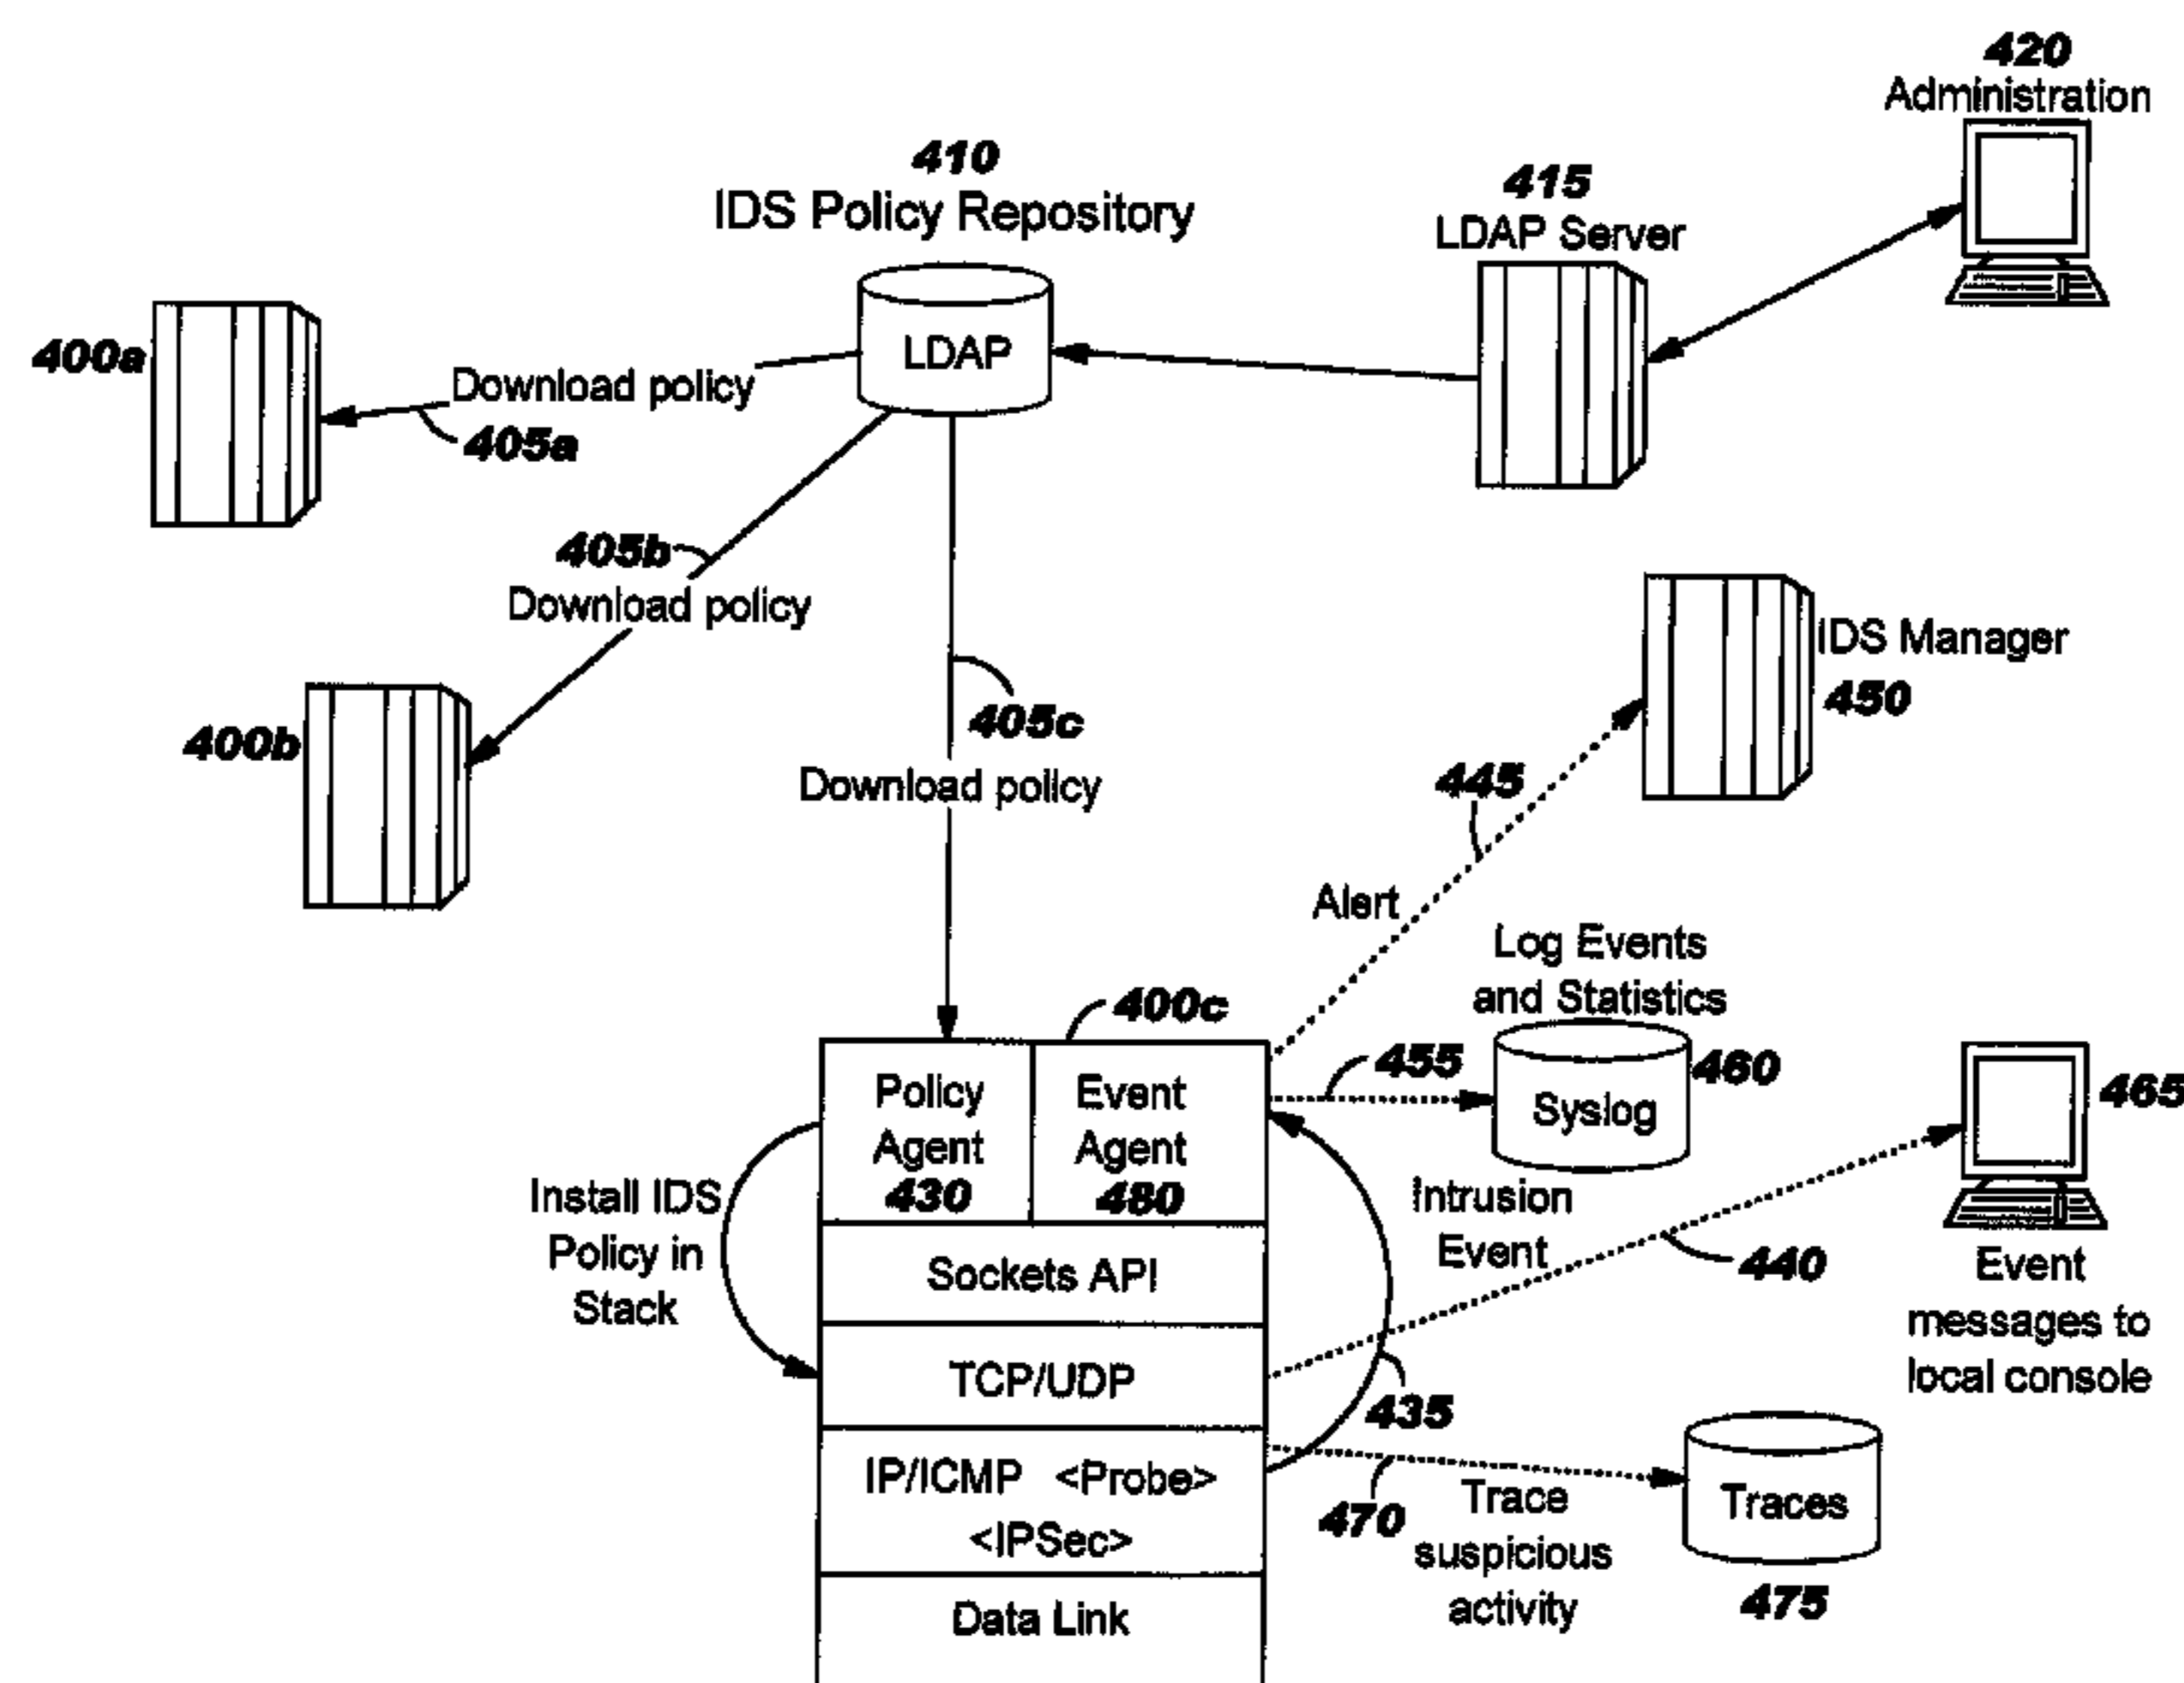 420
Administration
410
IDS Policy Repository
415
LDAP Server
LDAP
400a
Download policy
405a
405b
Download policy
IDS Manager
450
400b
405c
Download policy
445
Alert
Log Events
and Statistics
400c
455
460
Syslog
465
Policy
Agent
430
Event
Agent
480
Install IDS
Policy in
Stack
Intrusion
Event
440
Event
messages to
local console
Sockets API
TCP/UDP
435
IP/ICMP <Probe>
<IPSec>
470
Trace
suspicious
activity
Traces
475
Data Link